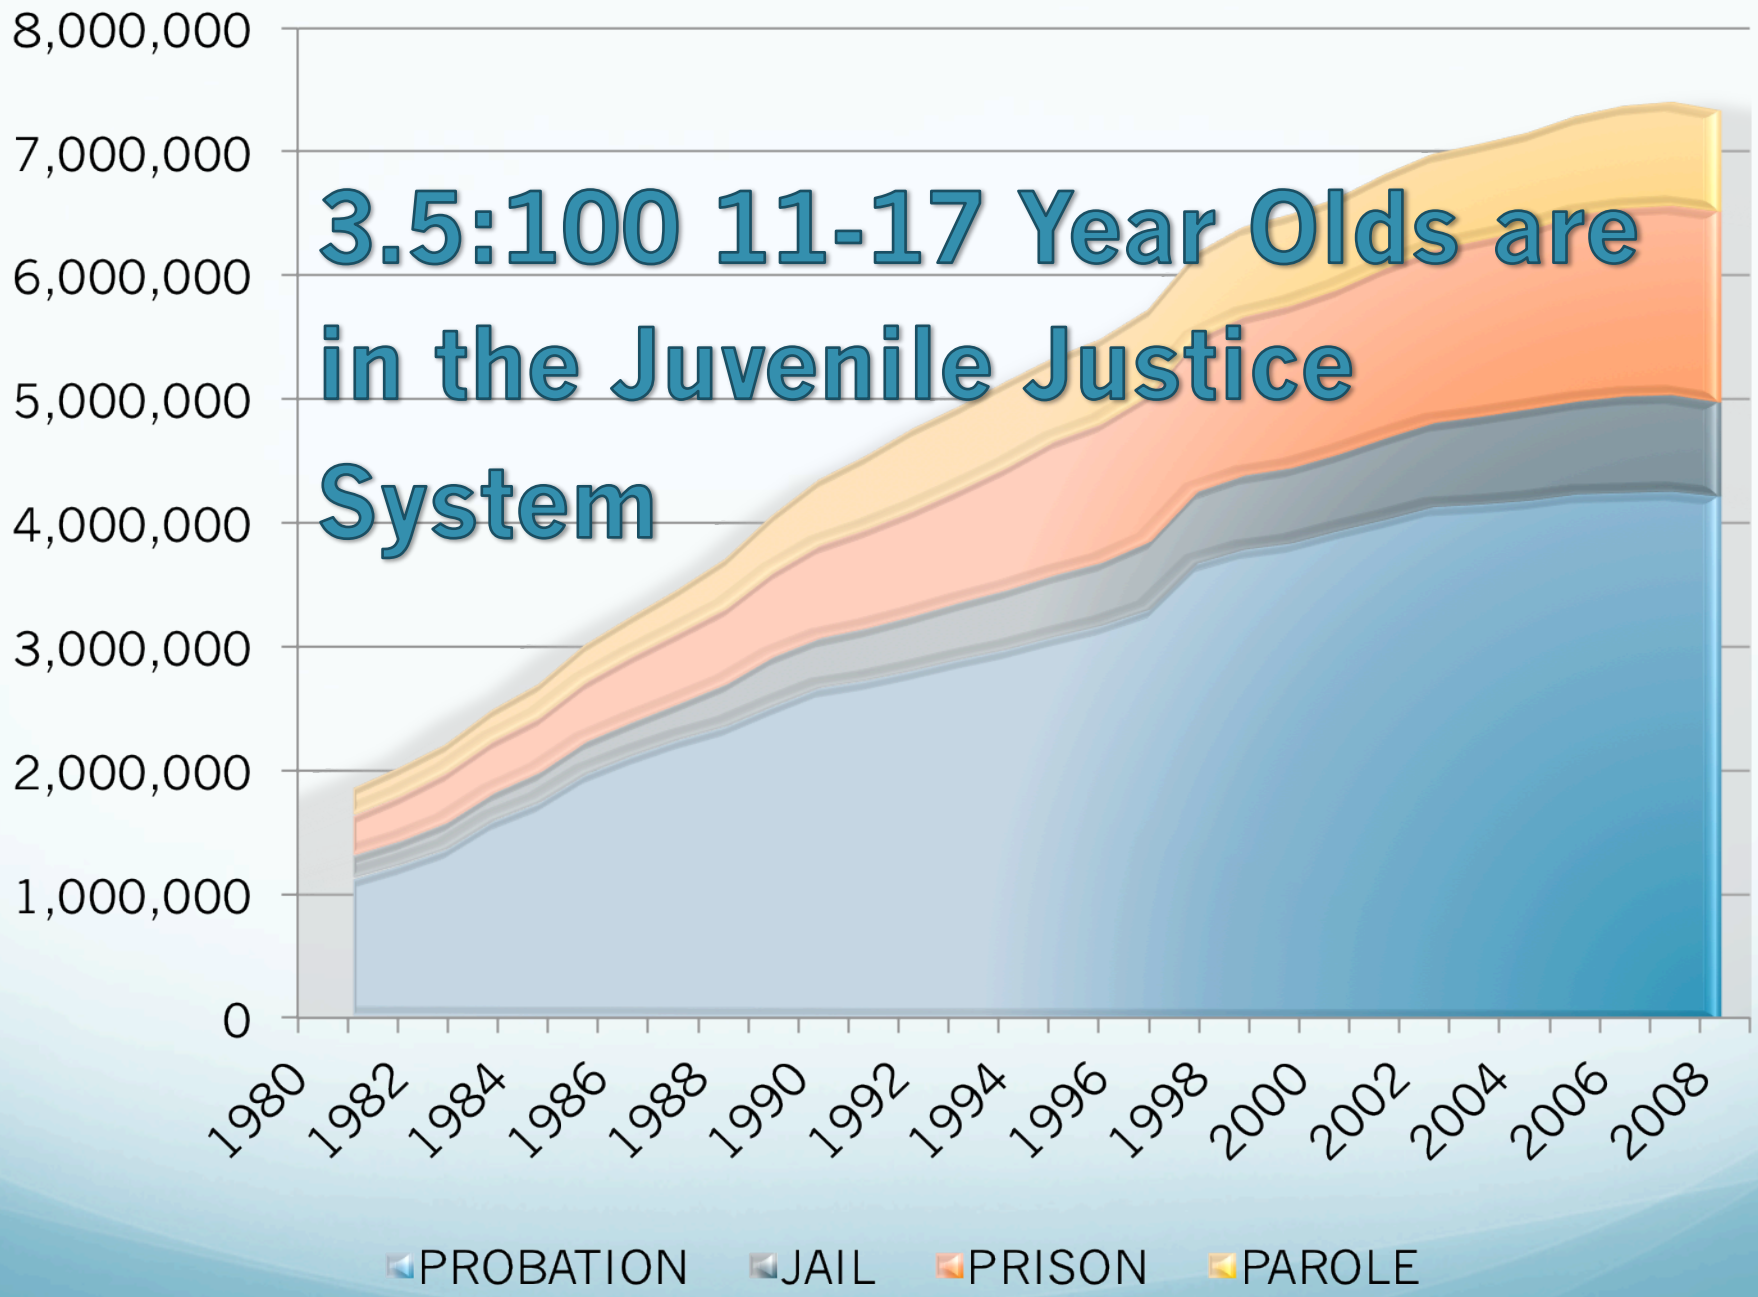 8,000,000
7,000,000
6,000,000
5,000,000
4,000,000
3,000,000
2,000,000
1,000,000
0
3.5:100 11-17 Year Olds are
in the Juvenile Justice
System
1980 1982 1984 1986 1988 1990 1992 1994 1996 1998 2000 2002 2004 2006 2008
PROBATION JAIL PRISON PAROLE